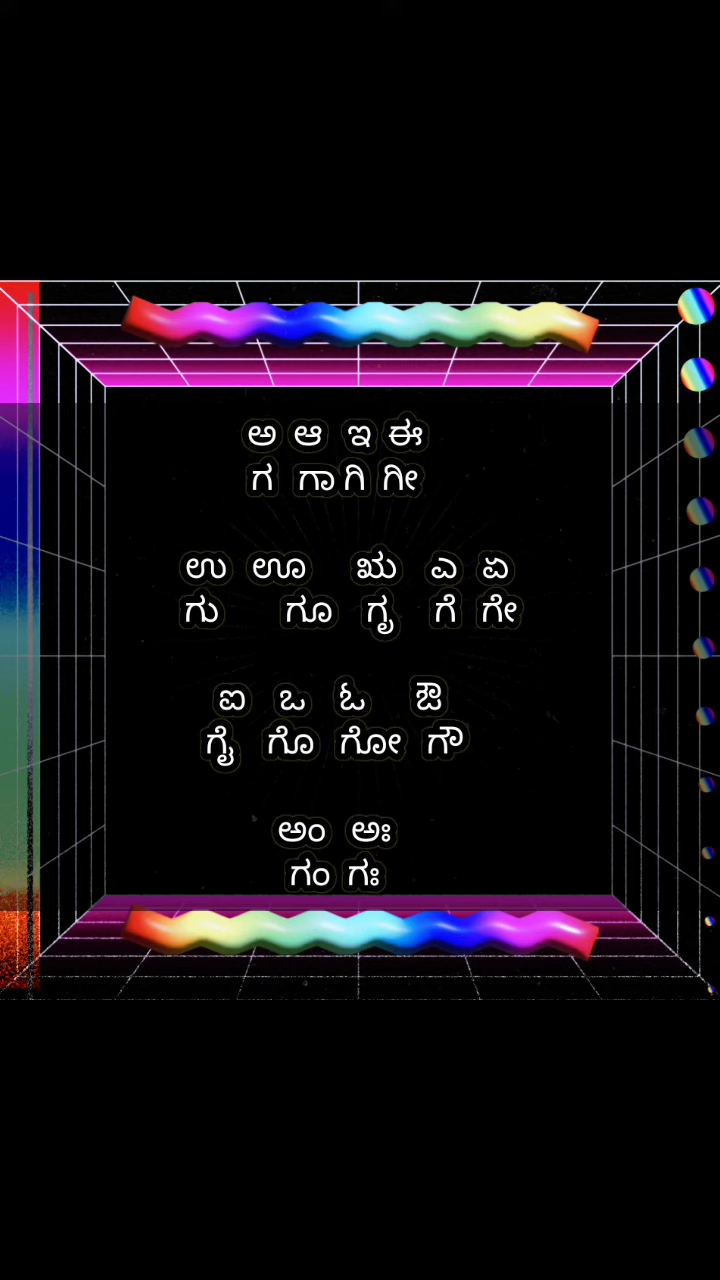 ಅ ಆ ಇ ಈ
ಗ ಗಾ ಗಿ ಗೀ
ಉ ಊ ಋ ಎ ಏ
ಗು ಗೂ ಗೃ ಗೆ ಗೇ
ಐ ಒ ಓ ಔ
ಗೈ ಗೊ ಗೋ ಗೌ
ಅಂ ಅಃ
ಗಂ ಗಃ